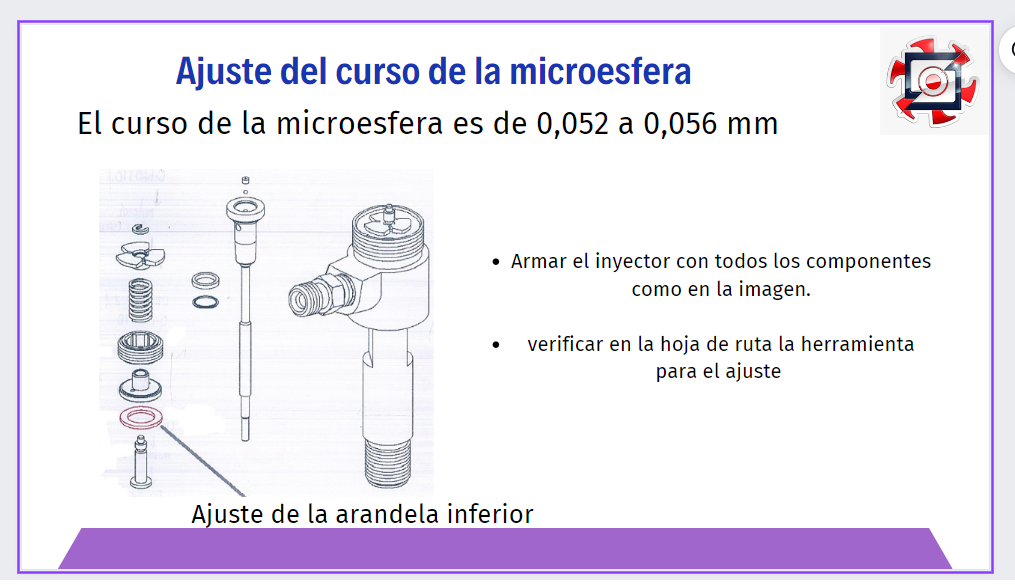 Ajuste del curso de la microesfera
El curso de la microesfera es de 0,052 a 0,056 mm
• Armar el inyector con todos los componentes
como en la imagen.
• verificar en la hoja de ruta la herramienta
para el ajuste
Ajuste de la arandela inferior